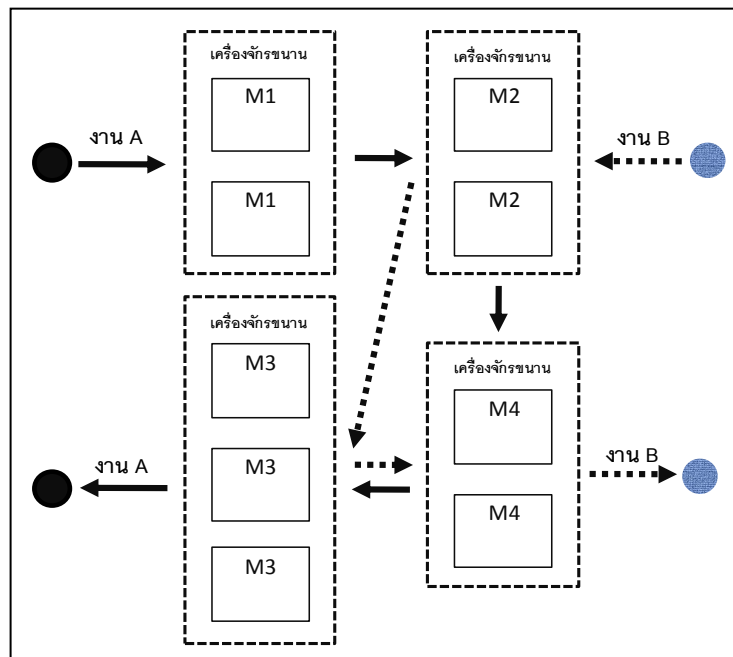 เครื่องจักรขนาน
M1
M1
งาน A
เครื่องจักรขนาน
M2
M2
งาน B
เครื่องจักรขนาน
M3
M3
M3
งาน A
เครื่องจักรขนาน
M4
M4
งาน B